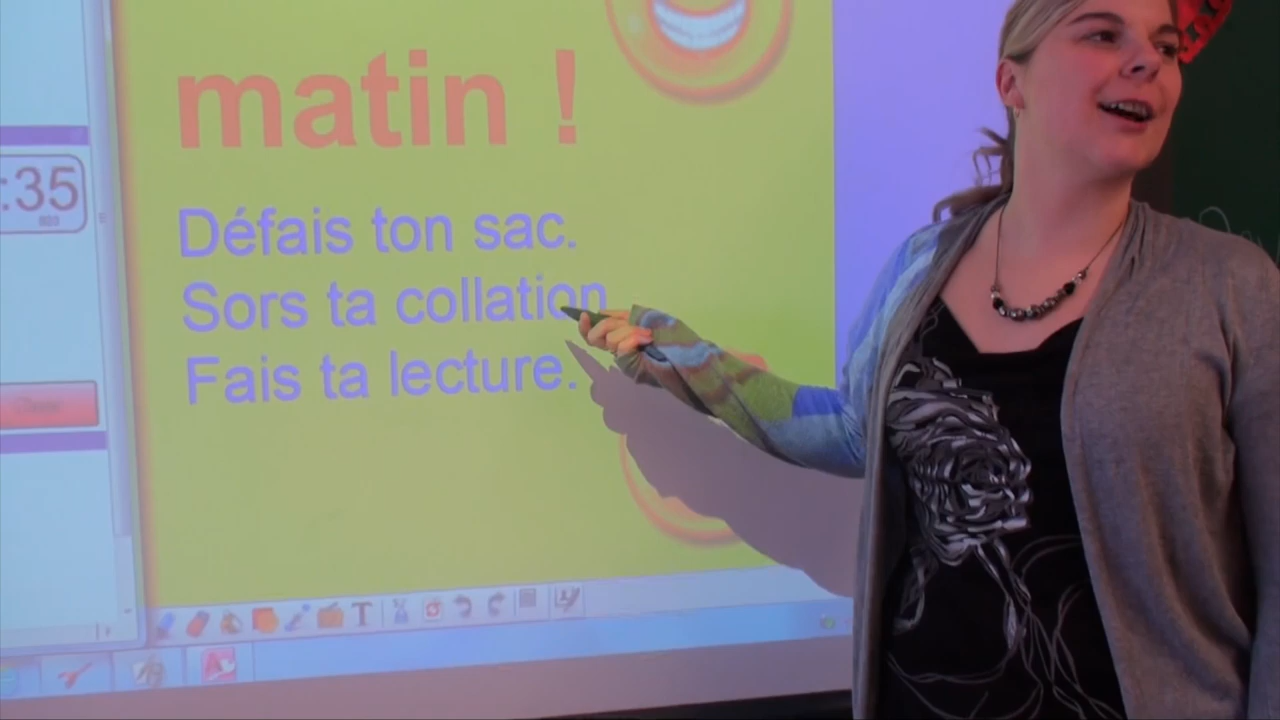 matin !
:35
Défais ton sac.
Sors ta collation
Fais ta lecture.
T